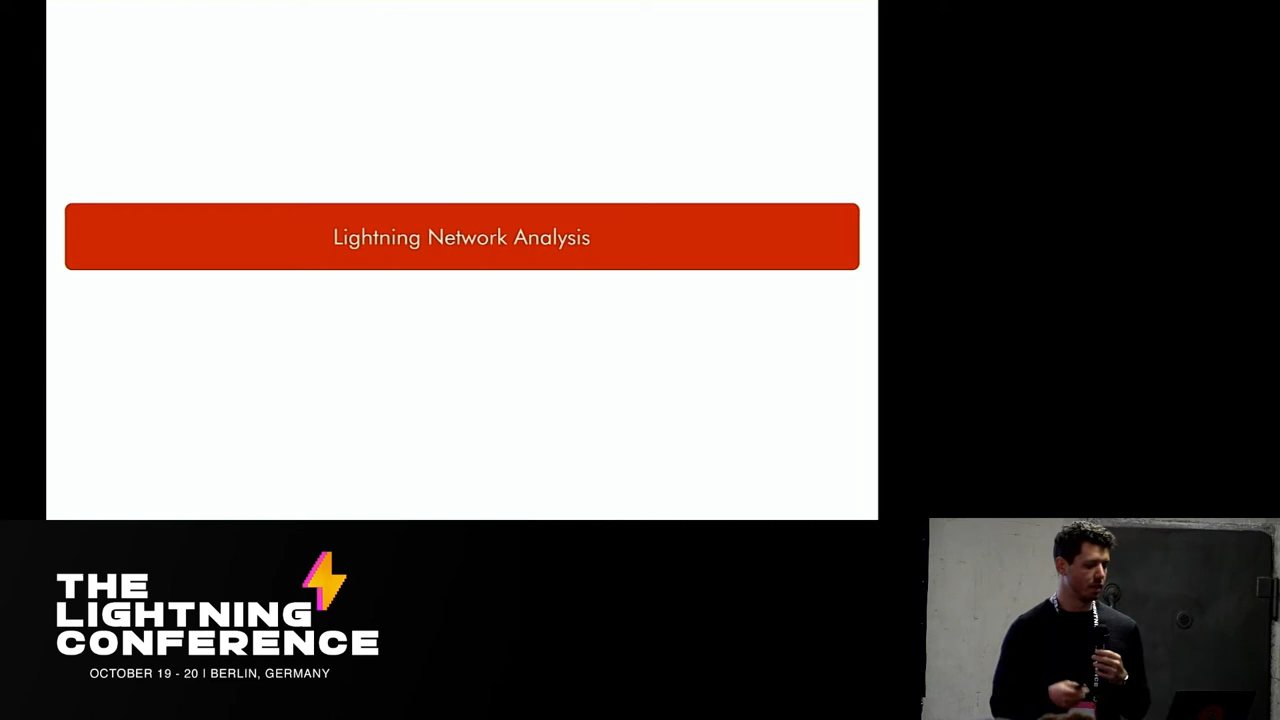 Lightning Network Analysis
THE
LIGHTNING
CONFERENCE
OCTOBER 19 - 20 | BERLIN, GERMANY